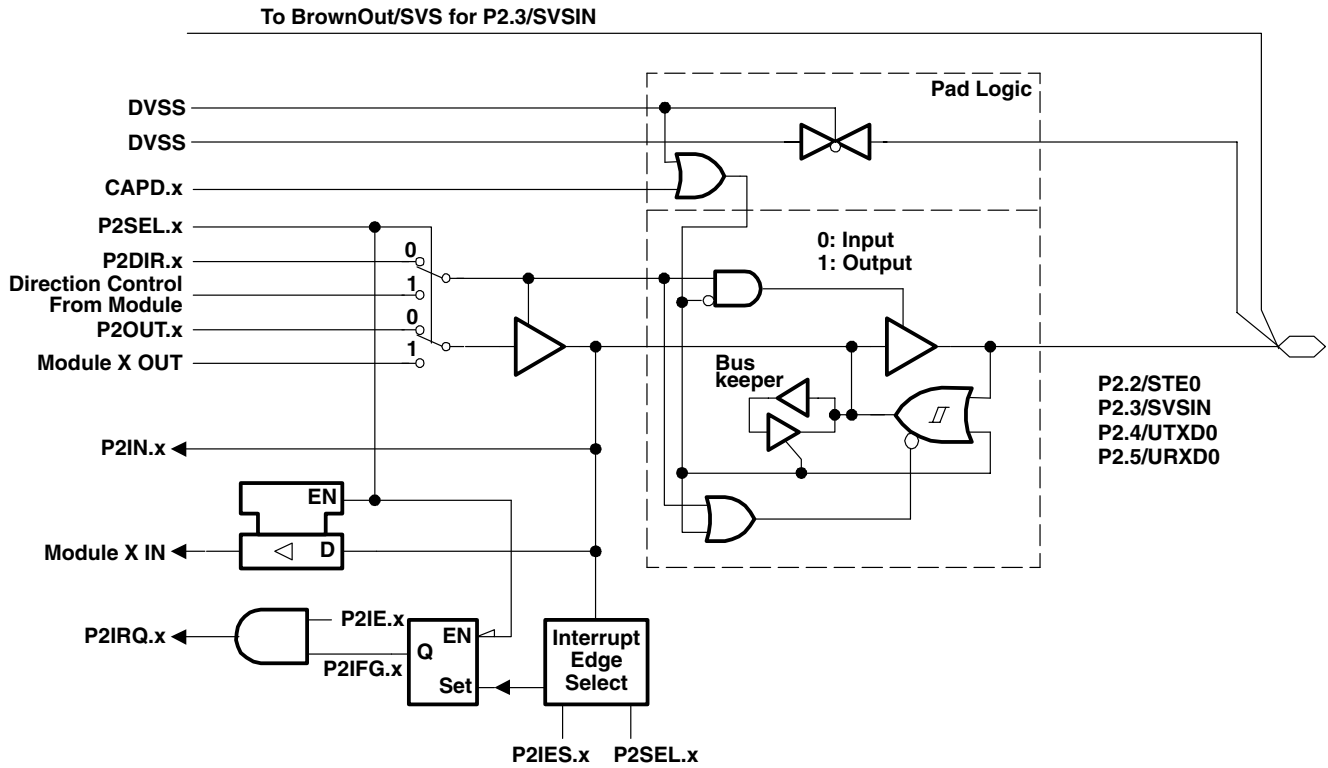 To BrownOut/SVS for P2.3/SVSIN
Pad Logic
DVSS
DVSS
CAPD.x
P2SEL.x
0: Input
1: Output
P2DIR.x
0
Direction Control
From Module
1
P2OUT.x
0
Module X OUT
1
Bus
keeper
P2.2/STE0
P2.3/SVSIN
P2.4/UTXD0
P2.5/URXD0
P2IN.x
EN
Module X IN
D
P2IE.x
P2IRQ.x
P2IFG.x
EN
Q
Set
Interrupt
Edge
Select
P2IES.x
P2SEL.x